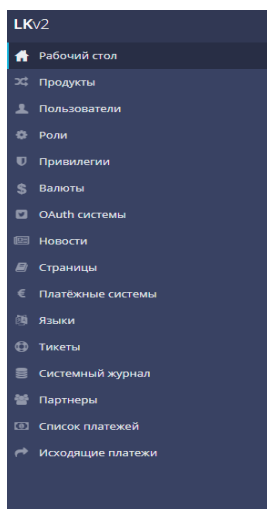 LKv2
Рабочий стол
Продукты
Пользователи
Роли
Привилегии
Валюты
OAuth системы
Новости
Страницы
Платёжные системы
Языки
Тикеты
Системный журнал
Партнеры
Список платежей
Исходящие платежи